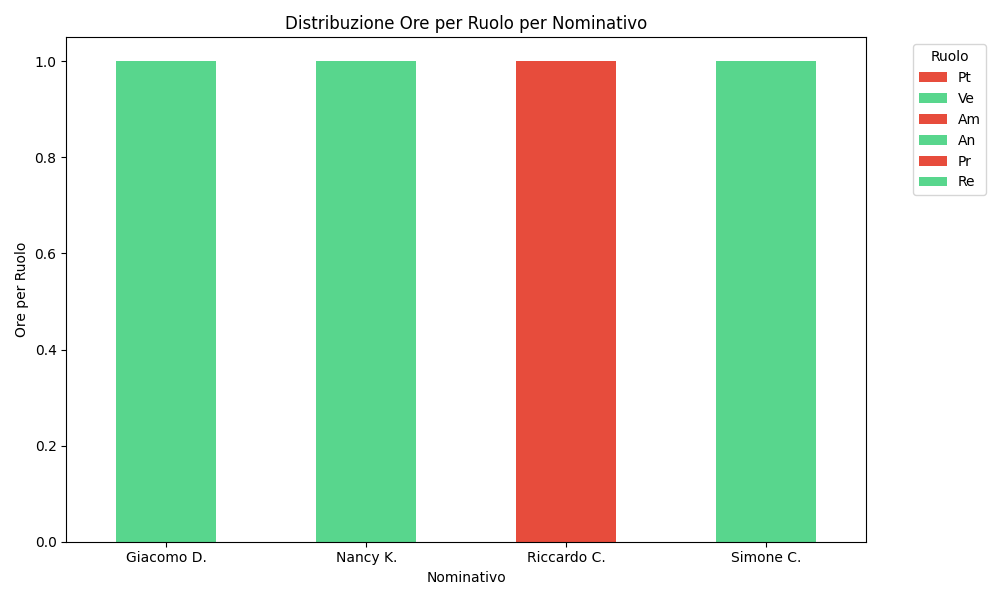 Distribuzione Ore per Ruolo per Nominativo
Ruolo
Pt
Ve
Am
An
Pr
Re
Ore per Ruolo
1.0
0.8
0.6
0.4
0.2
0.0
Giacomo D.
Nancy K.
Riccardo C.
Simone C.
Nominativo